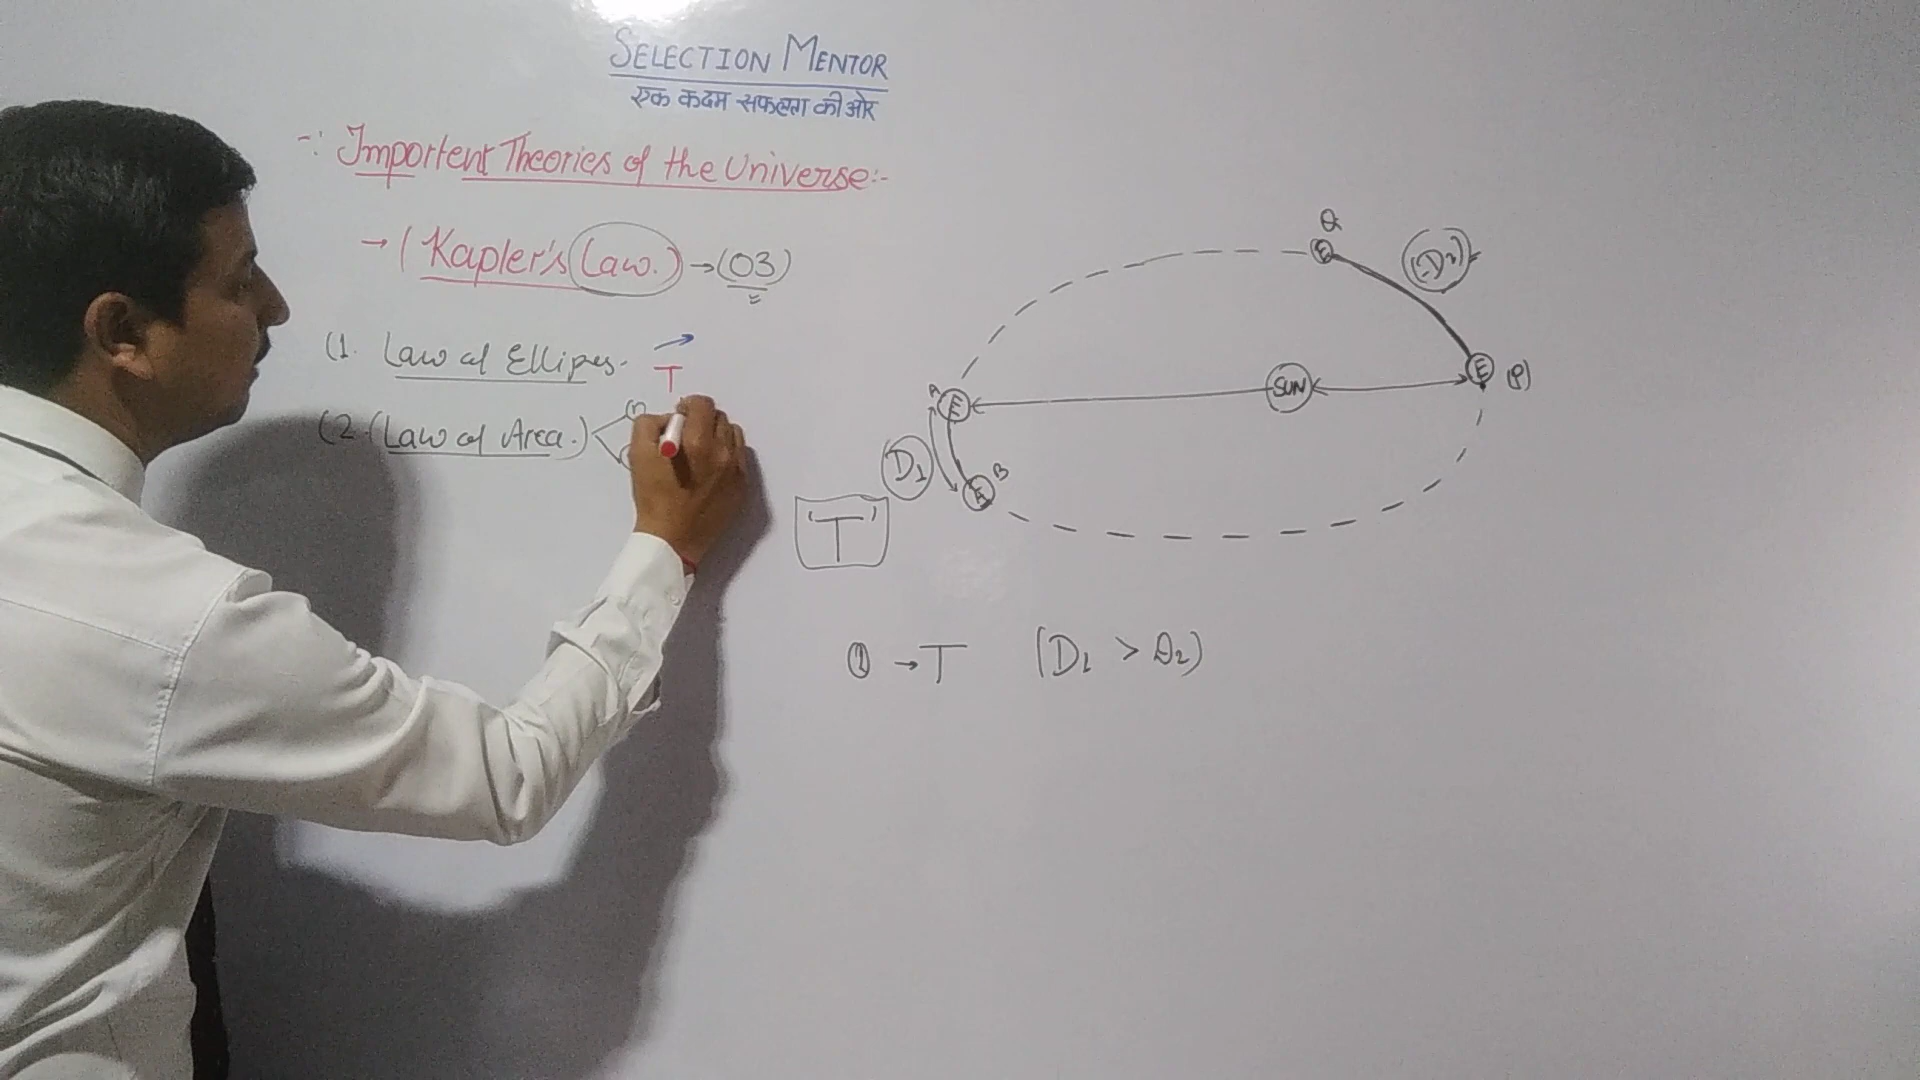 SELECTION MENTOR
एक कदम सफलता की ओर
-: Importent Theories of the Universe:-
→ ( Kapler's (Law.) → (03)
(1. Law of Ellipes.
T
(2. (Law of Area.)
(1)
Q
E
(D2)
SUN
E (P)
A
E
D1
B
'T'
① → T (D1 > D2)